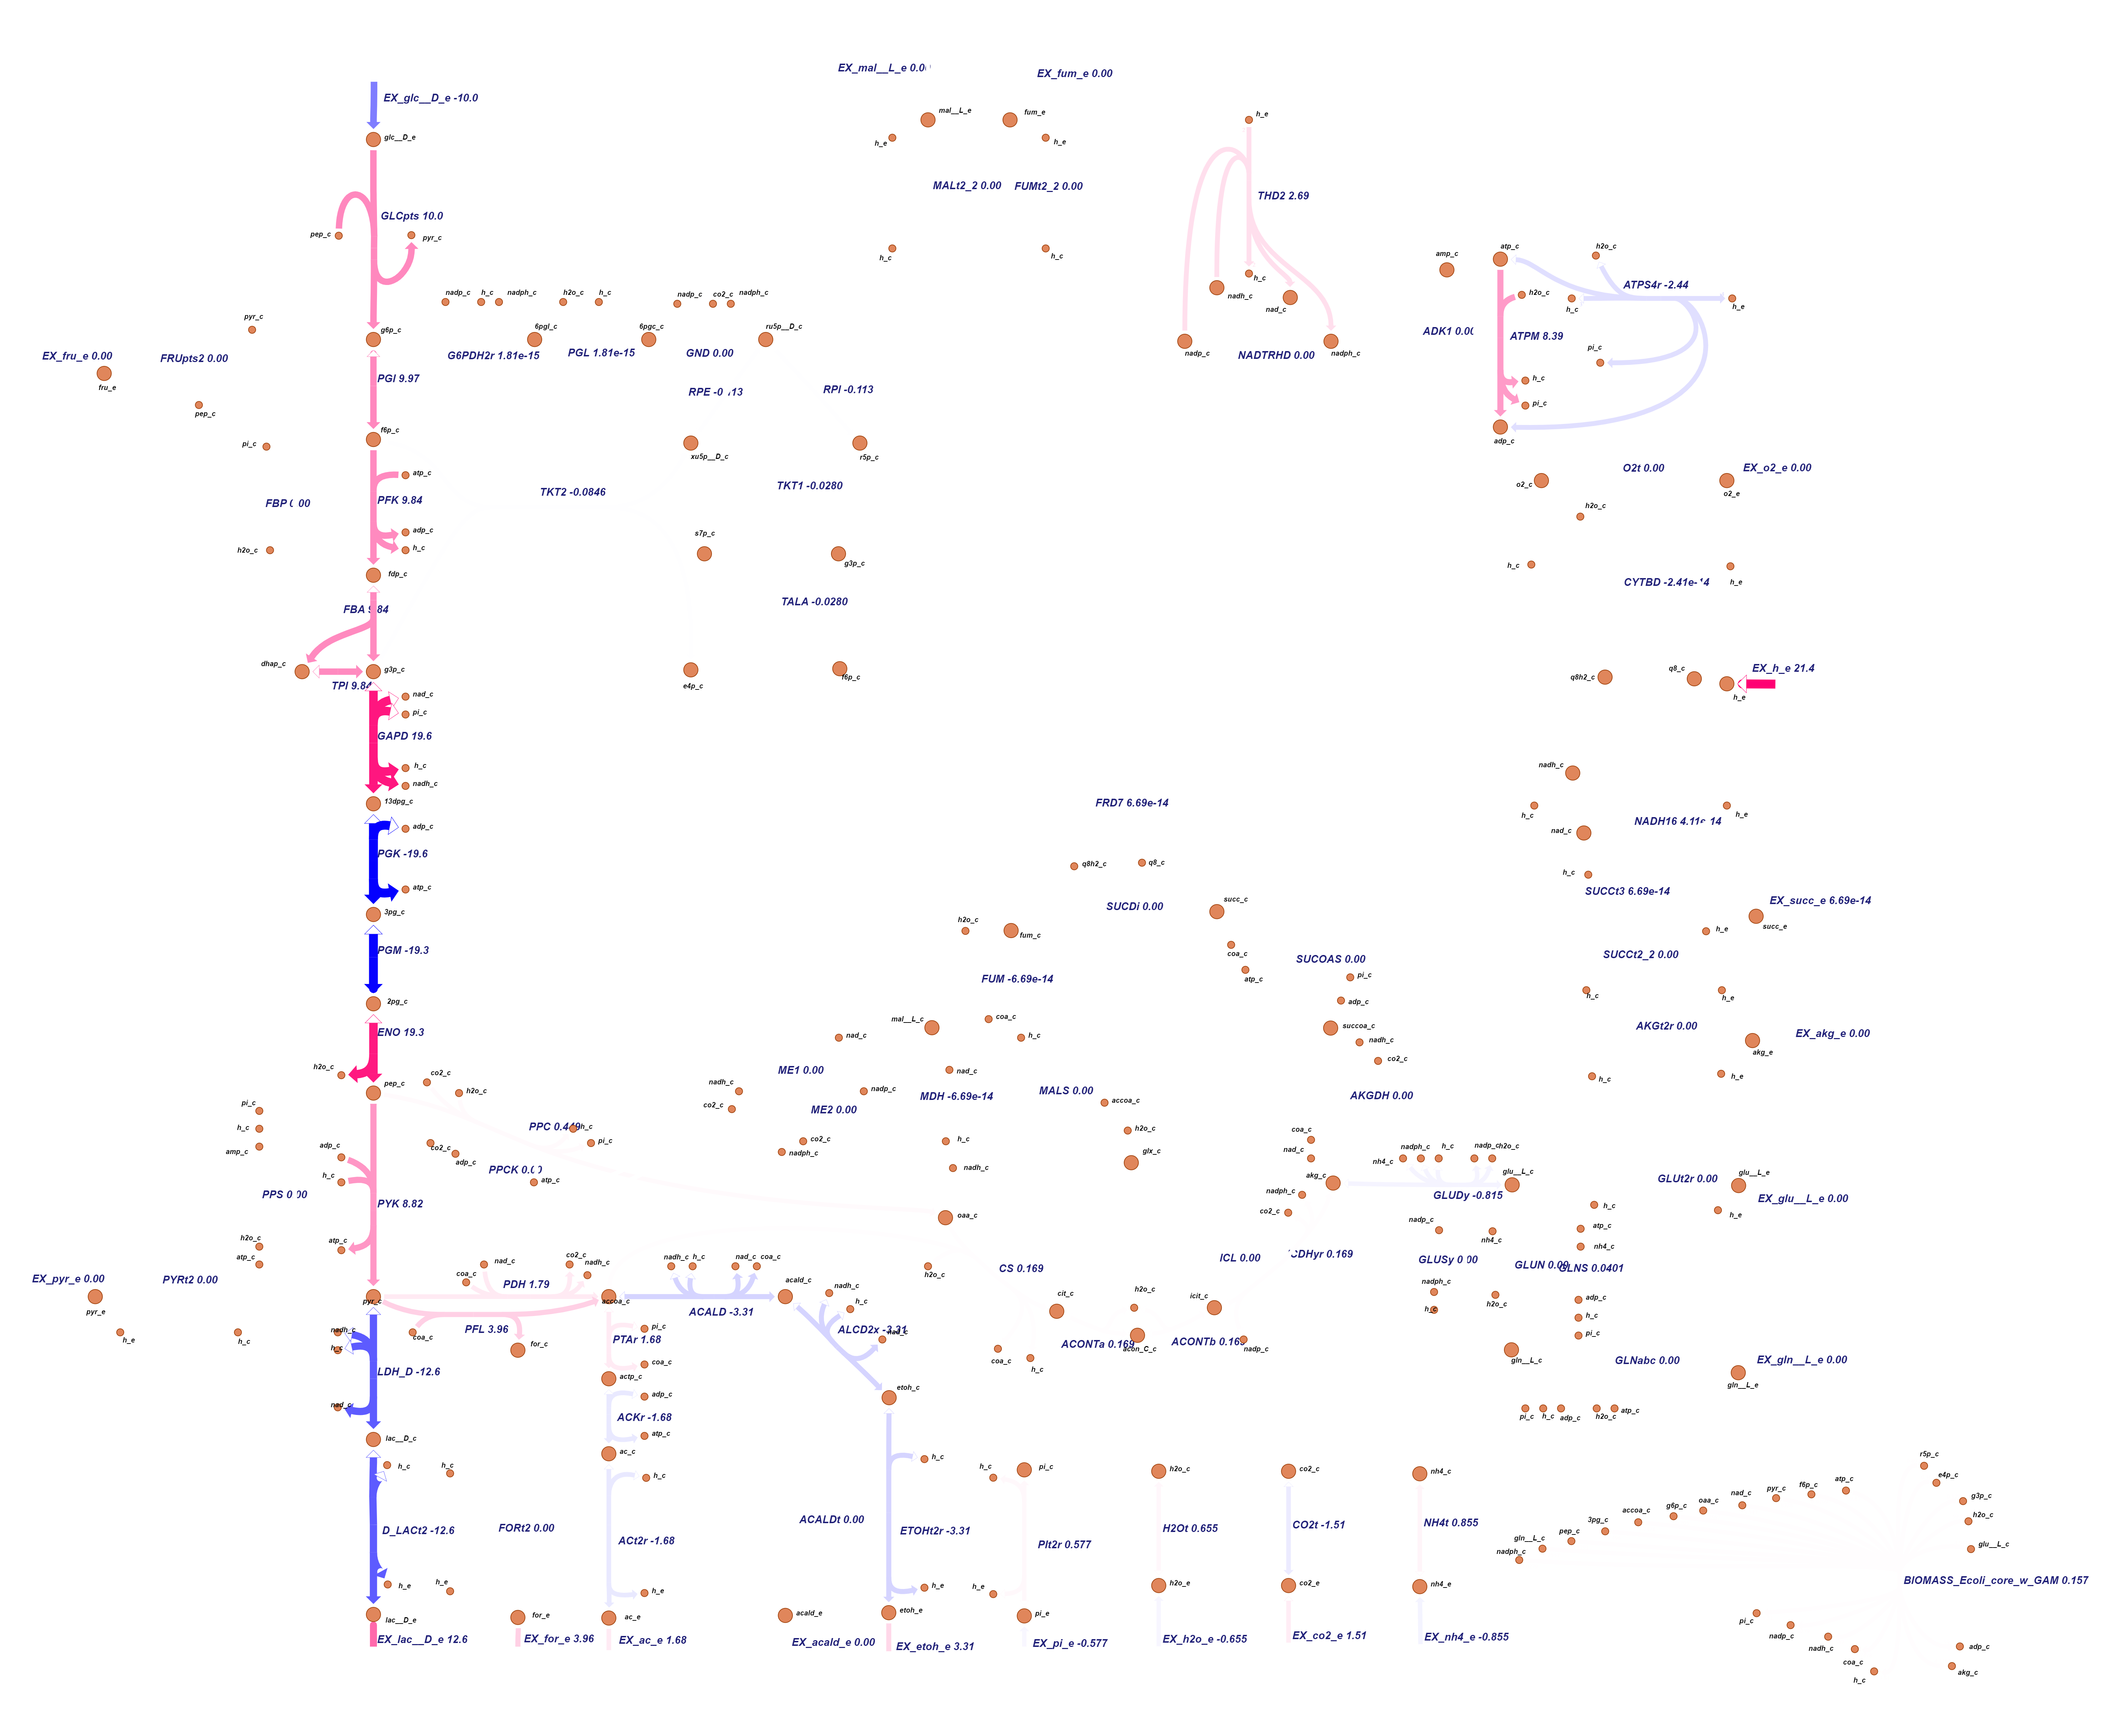 EX_mal__L_e 0.00
EX_fum_e 0.00
EX_glc__D_e -10.0
glc__D_e
mal__L_e
fum_e
h_e
h_e
h_e
MALt2_2 0.00
FUMt2_2 0.00
THD2 2.69
GLCpts 10.0
pep_c
pyr_c
h_c
h_c
h_c
nadh_c
nad_c
nadp_c
NADTRHD 0.00
nadph_c
amp_c
atp_c
h2o_c
ATPS4r -2.44
h2o_c
h_c
h_e
ADK1 0.00
ATPM 8.39
pi_c
h_c
pi_c
adp_c
nadp_c
h_c
nadph_c
h2o_c
h_c
nadp_c
co2_c
nadph_c
pyr_c
g6p_c
6pgl_c
6pgc_c
ru5p__D_c
EX_fru_e 0.00
FRUpts2 0.00
G6PDH2r 1.81e-15
PGL 1.81e-15
GND 0.00
fru_e
PGI 9.97
RPE -0.113
RPI -0.113
pep_c
f6p_c
pi_c
xu5p__D_c
r5p_c
atp_c
O2t 0.00
EX_o2_e 0.00
o2_c
o2_e
FBP 0.00
PFK 9.84
TKT2 -0.0846
TKT1 -0.0280
h2o_c
adp_c
h_c
h2o_c
s7p_c
g3p_c
fdp_c
h_c
CYTBD -2.41e-14
h_e
FBA 9.84
TALA -0.0280
dhap_c
g3p_c
TPI 9.84
e4p_c
f6p_c
q8h2_c
q8_c
EX_h_e 21.4
h_e
nad_c
pi_c
GAPD 19.6
h_c
nadh_c
13dpg_c
nadh_c
FRD7 6.69e-14
h_c
h_e
adp_c
nad_c
NADH16 4.11e-14
PGK -19.6
q8h2_c
q8_c
h_c
atp_c
SUCCt3 6.69e-14
3pg_c
SUCDi 0.00
succ_c
EX_succ_e 6.69e-14
succ_e
h2o_c
fum_c
h_e
PGM -19.3
coa_c
SUCOAS 0.00
SUCCt2_2 0.00
FUM -6.69e-14
atp_c
pi_c
h_c
h_e
2pg_c
adp_c
ENO 19.3
mal__L_c
coa_c
succoa_c
AKGt2r 0.00
EX_akg_e 0.00
nad_c
h_c
nadh_c
akg_e
co2_c
h2o_c
ME1 0.00
nad_c
h_c
h_e
pep_c
co2_c
h2o_c
nadh_c
nadp_c
MDH -6.69e-14
MALS 0.00
AKGDH 0.00
pi_c
co2_c
ME2 0.00
accoa_c
h_c
PPC 0.449
h_c
h2o_c
coa_c
amp_c
adp_c
co2_c
adp_c
pi_c
co2_c
nadph_c
h_c
nad_c
nadph_c
h_c
nadp_c
h2o_c
nh4_c
glx_c
PPCK 0.00
atp_c
nadh_c
akg_c
glu__L_c
GLUt2r 0.00
glu__L_e
h_c
PPS 0.00
PYK 8.82
nadph_c
GLUDy -0.815
EX_glu__L_e 0.00
co2_c
h_c
h_e
oaa_c
nadp_c
nh4_c
atp_c
nh4_c
h2o_c
atp_c
atp_c
ICL 0.00
ICDHyr 0.169
GLUSy 0.00
GLUN 0.00
GLNS 0.0401
EX_pyr_e 0.00
PYRt2 0.00
nad_c
co2_c
nadh_c
nadh_c
h_c
nad_c
coa_c
h2o_c
CS 0.169
coa_c
PDH 1.79
acald_c
nadh_c
nadph_c
h2o_c
adp_c
pyr_e
pyr_c
accoa_c
h_c
cit_c
h2o_c
icit_c
h_c
h_c
ACALD -3.31
h_e
h_c
nadh_c
h_c
coa_c
PFL 3.96
for_c
pi_c
PTAr 1.68
ALCD2x -3.31
nad_c
ACONTa 0.169
acon_C_c
ACONTb 0.169
nadp_c
pi_c
coa_c
h_c
gln__L_c
GLNabc 0.00
EX_gln__L_e 0.00
LDH_D -12.6
coa_c
actp_c
etoh_c
gln__L_e
nad_c
adp_c
ACKr -1.68
atp_c
pi_c
h_c
adp_c
h2o_c
atp_c
lac__D_c
ac_c
h_c
h_c
h_c
h_c
h_c
pi_c
h2o_c
co2_c
nh4_c
r5p_c
e4p_c
g3p_c
h2o_c
glu__L_c
D_LACt2 -12.6
FORt2 0.00
ACt2r -1.68
ACALDt 0.00
ETOHt2r -3.31
PIt2r 0.577
H2Ot 0.655
CO2t -1.51
NH4t 0.855
nadph_c
gln__L_c
pep_c
3pg_c
accoa_c
g6p_c
oaa_c
nad_c
pyr_c
f6p_c
atp_c
BIOMASS_Ecoli_core_w_GAM 0.157
h_e
h_e
h_e
h_e
h_e
h2o_e
co2_e
nh4_e
lac__D_e
for_e
ac_e
acald_e
etoh_e
pi_e
EX_lac__D_e 12.6
EX_for_e 3.96
EX_ac_e 1.68
EX_acald_e 0.00
EX_etoh_e 3.31
EX_pi_e -0.577
EX_h2o_e -0.655
EX_co2_e 1.51
EX_nh4_e -0.855
pi_c
nadp_c
nadh_c
coa_c
h_c
adp_c
akg_c